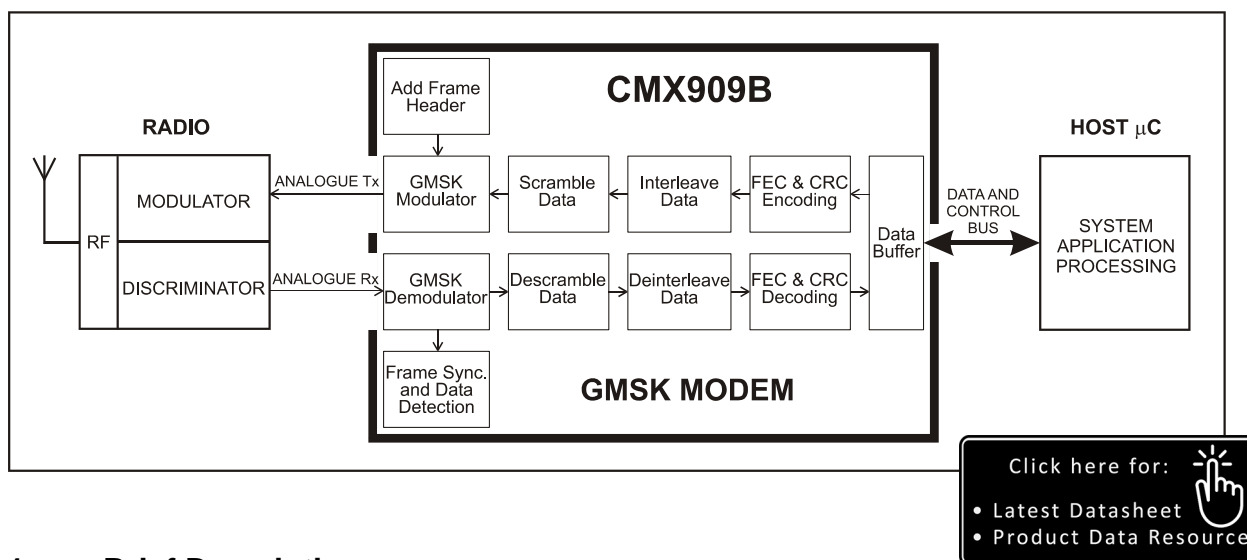 CMX909B
Add Frame
Header
RADIO
HOST µC
ANALOGUE Tx
MODULATOR
RF
DISCRIMINATOR
ANALOGUE Rx
GMSK
Modulator
Scramble
Data
Interleave
Data
FEC & CRC
Encoding
Data
Buffer
DATA AND
CONTROL
BUS
SYSTEM
APPLICATION
PROCESSING
GMSK
Demodulator
Descramble
Data
Deinterleave
Data
FEC & CRC
Decoding
Frame Sync.
and Data
Detection
GMSK MODEM
Click here for:
• Latest Datasheet
• Product Data Resource